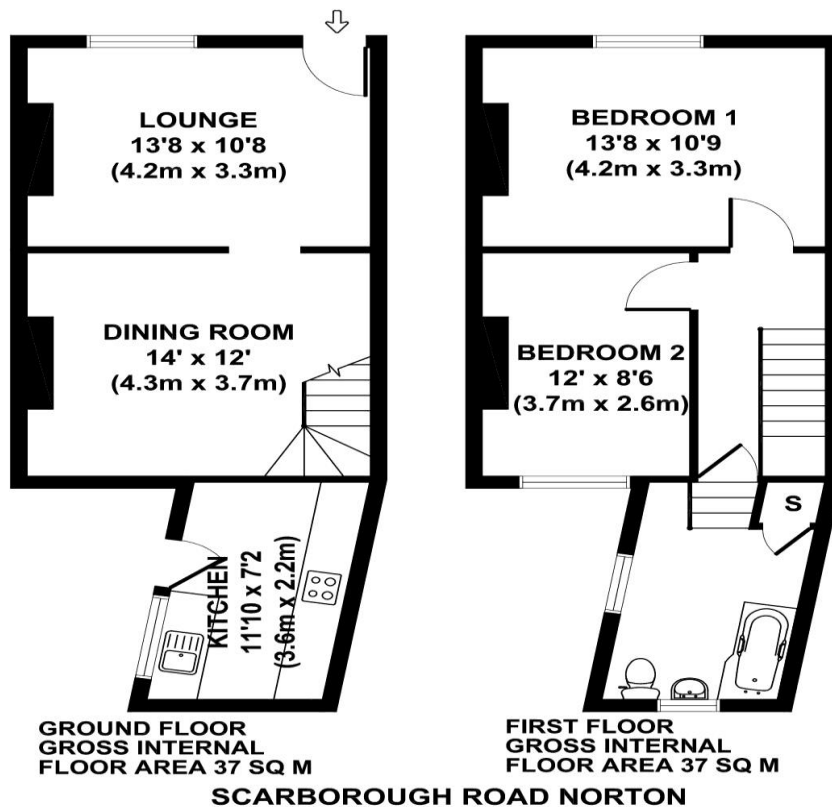 LOUNGE
13'8 x 10'8
(4.2m x 3.3m)
BEDROOM 1
13'8 x 10'9
(4.2m x 3.3m)
DINING ROOM
14' x 12'
(4.3m x 3.7m)
BEDROOM 2
12' x 8'6
(3.7m x 2.6m)
KITCHEN
11'10 x 7'2
(3.6m x 2.2m)
S
GROUND FLOOR
GROSS INTERNAL
FLOOR AREA 37 SQ M
FIRST FLOOR
GROSS INTERNAL
FLOOR AREA 37 SQ M
SCARBOROUGH ROAD NORTON